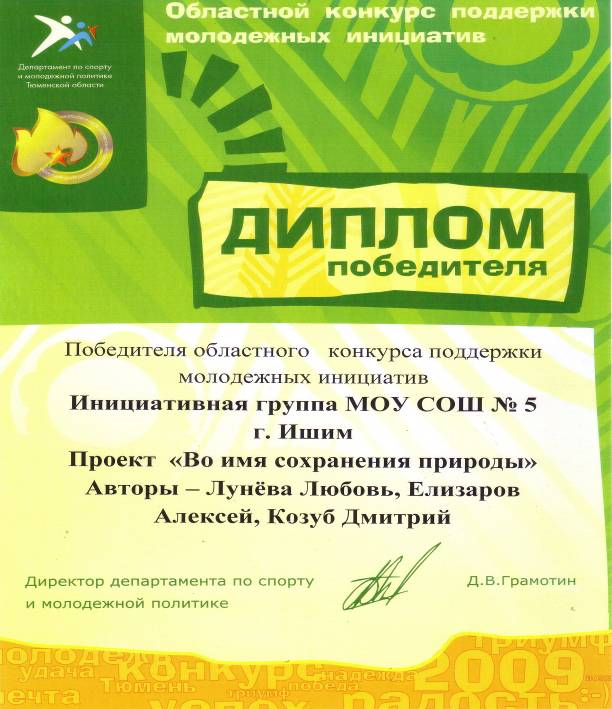 Областной конкурс поддержки
молодежных инициатив
Департамент по спорту
и молодежной политике
Тюменской области
ДИПЛОМ
победителя
Победителя областного конкурса поддержки
молодежных инициатив
Инициативная группа МОУ СОШ № 5
г. Ишим
Проект «Во имя сохранения природы»
Авторы – Лунёва Любовь, Елизаров
Алексей, Козуб Дмитрий
Директор департамента по спорту
и молодежной политике
Д.В.Грамотин
триумф
молодежь конкурс надежда 2009
удача Тюмень победа
мечта триумф радость :-)
успех